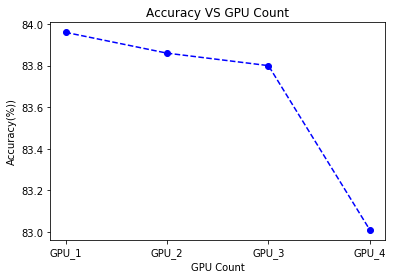 Accuracy VS GPU Count
84.0
83.8
83.6
83.4
83.2
83.0
Accuracy(%))
GPU_1 GPU_2 GPU_3 GPU_4
GPU Count